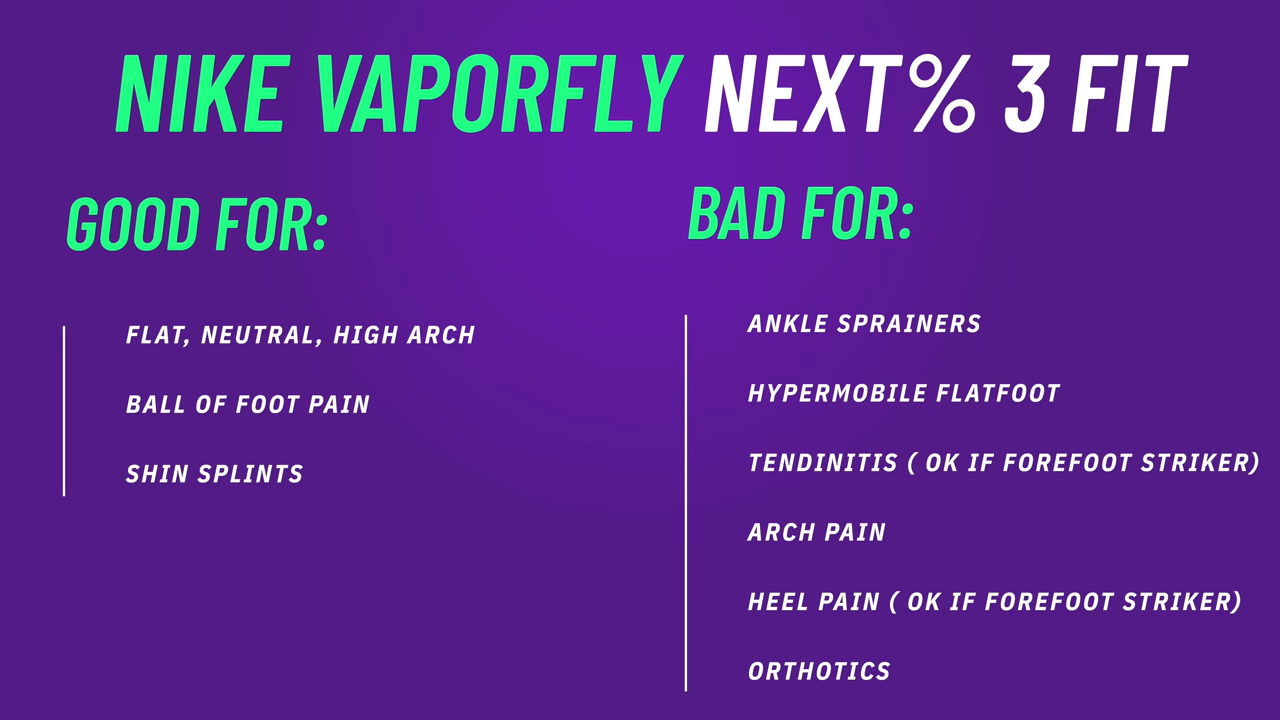 NIKE VAPORFLY NEXT% 3 FIT
GOOD FOR:
FLAT, NEUTRAL, HIGH ARCH
BALL OF FOOT PAIN
SHIN SPLINTS
BAD FOR:
ANKLE SPRAINERS
HYPERMOBILE FLATFOOT
TENDINITIS ( OK IF FOREFOOT STRIKER)
ARCH PAIN
HEEL PAIN ( OK IF FOREFOOT STRIKER)
ORTHOTICS